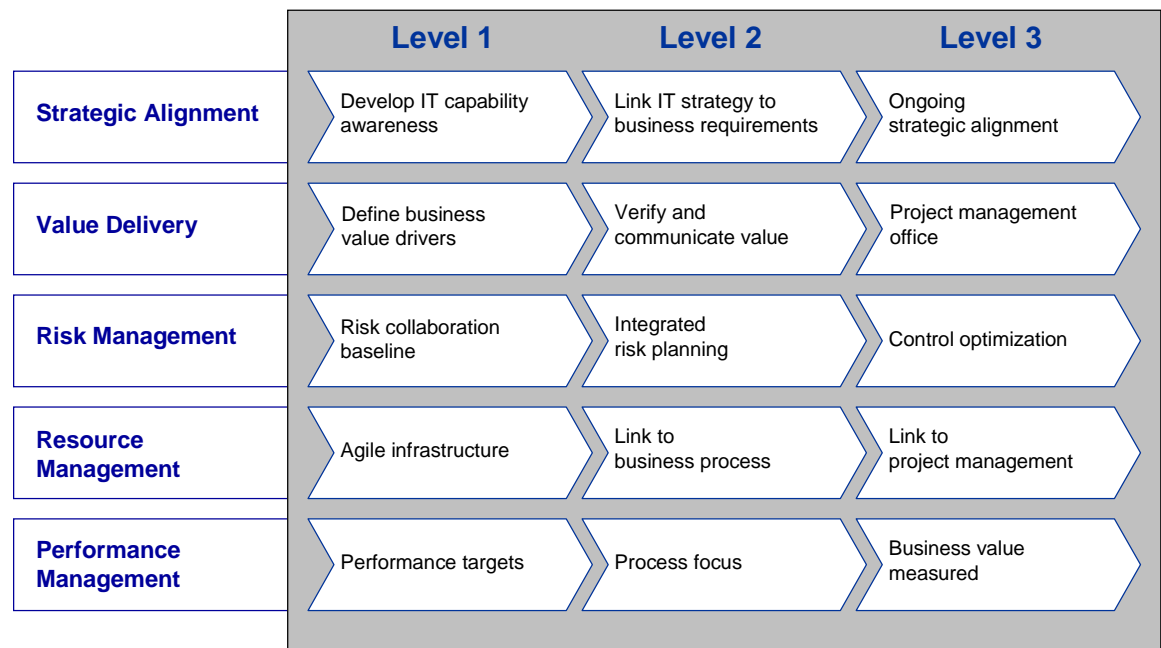 Level 1
Level 2
Level 3
Strategic Alignment
Develop IT capability
awareness
Link IT strategy to
business requirements
Ongoing
strategic alignment
Value Delivery
Define business
value drivers
Verify and
communicate value
Project management
office
Risk Management
Risk collaboration
baseline
Integrated
risk planning
Control optimization
Resource
Management
Agile infrastructure
Link to
business process
Link to
project management
Performance
Management
Performance targets
Process focus
Business value
measured